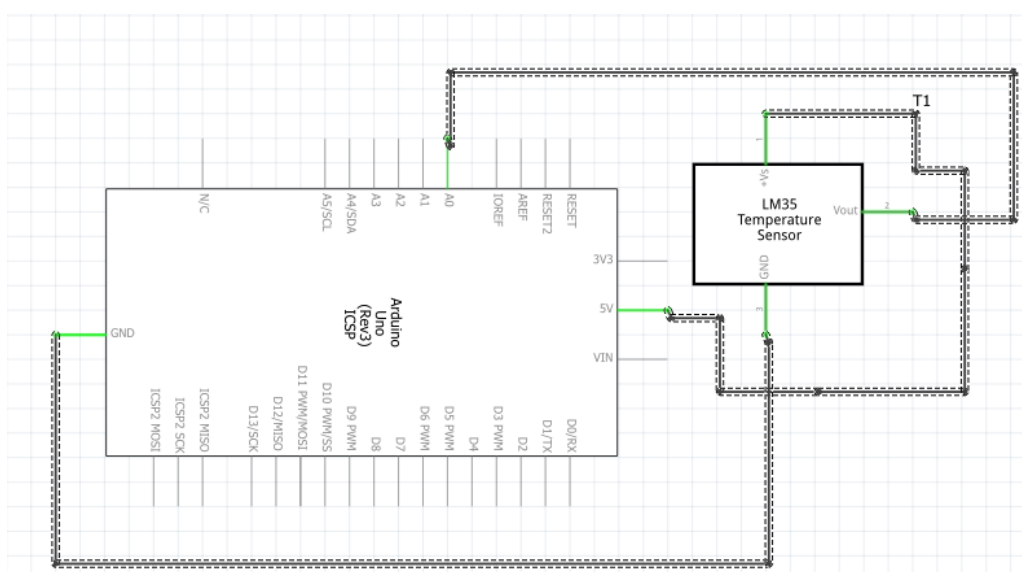 T1
1
N/C
A5/SCL
A4/SDA
A3
A2
A1
A0
IOREF
AREF
RESET2
RESET
+VS
LM35
Temperature
Sensor
Vout
2
GND
3
3V3
5V
VIN
GND
Arduino
Uno
(Rev3)
ICSP
ICSP2 MOSI
ICSP2 SCK
ICSP2 MISO
D13/SCK
D12/MISO
D11 PWM/MOSI
D10 PWM/SS
D9 PWM
D8
D7
D6 PWM
D5 PWM
D4
D3 PWM
D2
D1/TX
D0/RX